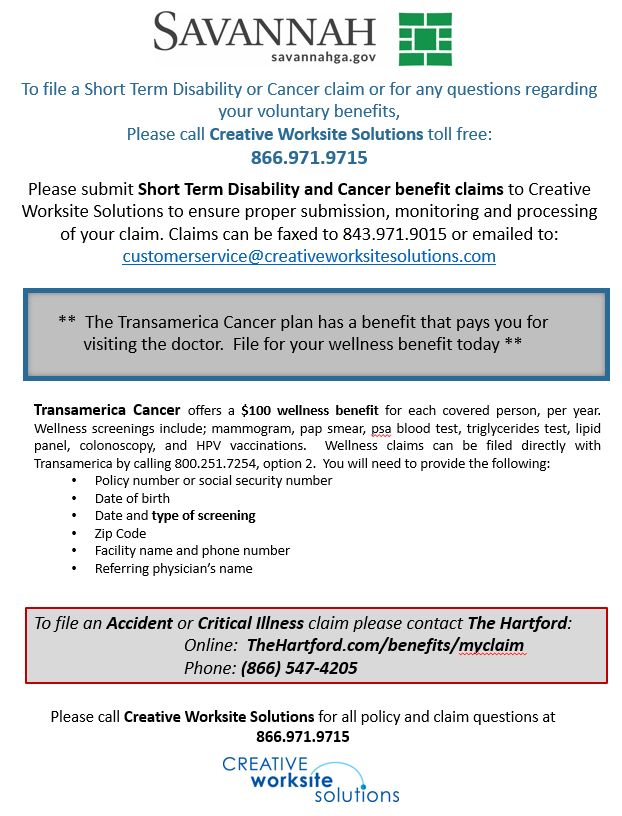 SAVANNAH
savannahga.gov
To file a Short Term Disability or Cancer claim or for any questions regarding
your voluntary benefits,
Please call Creative Worksite Solutions toll free:
866.971.9715
Please submit Short Term Disability and Cancer benefit claims to Creative
Worksite Solutions to ensure proper submission, monitoring and processing
of your claim. Claims can be faxed to 843.971.9015 or emailed to:
customerservice@creativeworksitesolutions.com
** The Transamerica Cancer plan has a benefit that pays you for
visiting the doctor. File for your wellness benefit today **
Transamerica Cancer offers a $100 wellness benefit for each covered person, per year.
Wellness screenings include; mammogram, pap smear, psa blood test, triglycerides test, lipid
panel, colonoscopy, and HPV vaccinations. Wellness claims can be filed directly with
Transamerica by calling 800.251.7254, option 2. You will need to provide the following:
• Policy number or social security number
• Date of birth
• Date and type of screening
• Zip Code
• Facility name and phone number
• Referring physician's name
To file an Accident or Critical Illness claim please contact The Hartford:
Online: TheHartford.com/benefits/myclaim
Phone: (866) 547-4205
Please call Creative Worksite Solutions for all policy and claim questions at
866.971.9715
CREATIVE
worksite
solutions